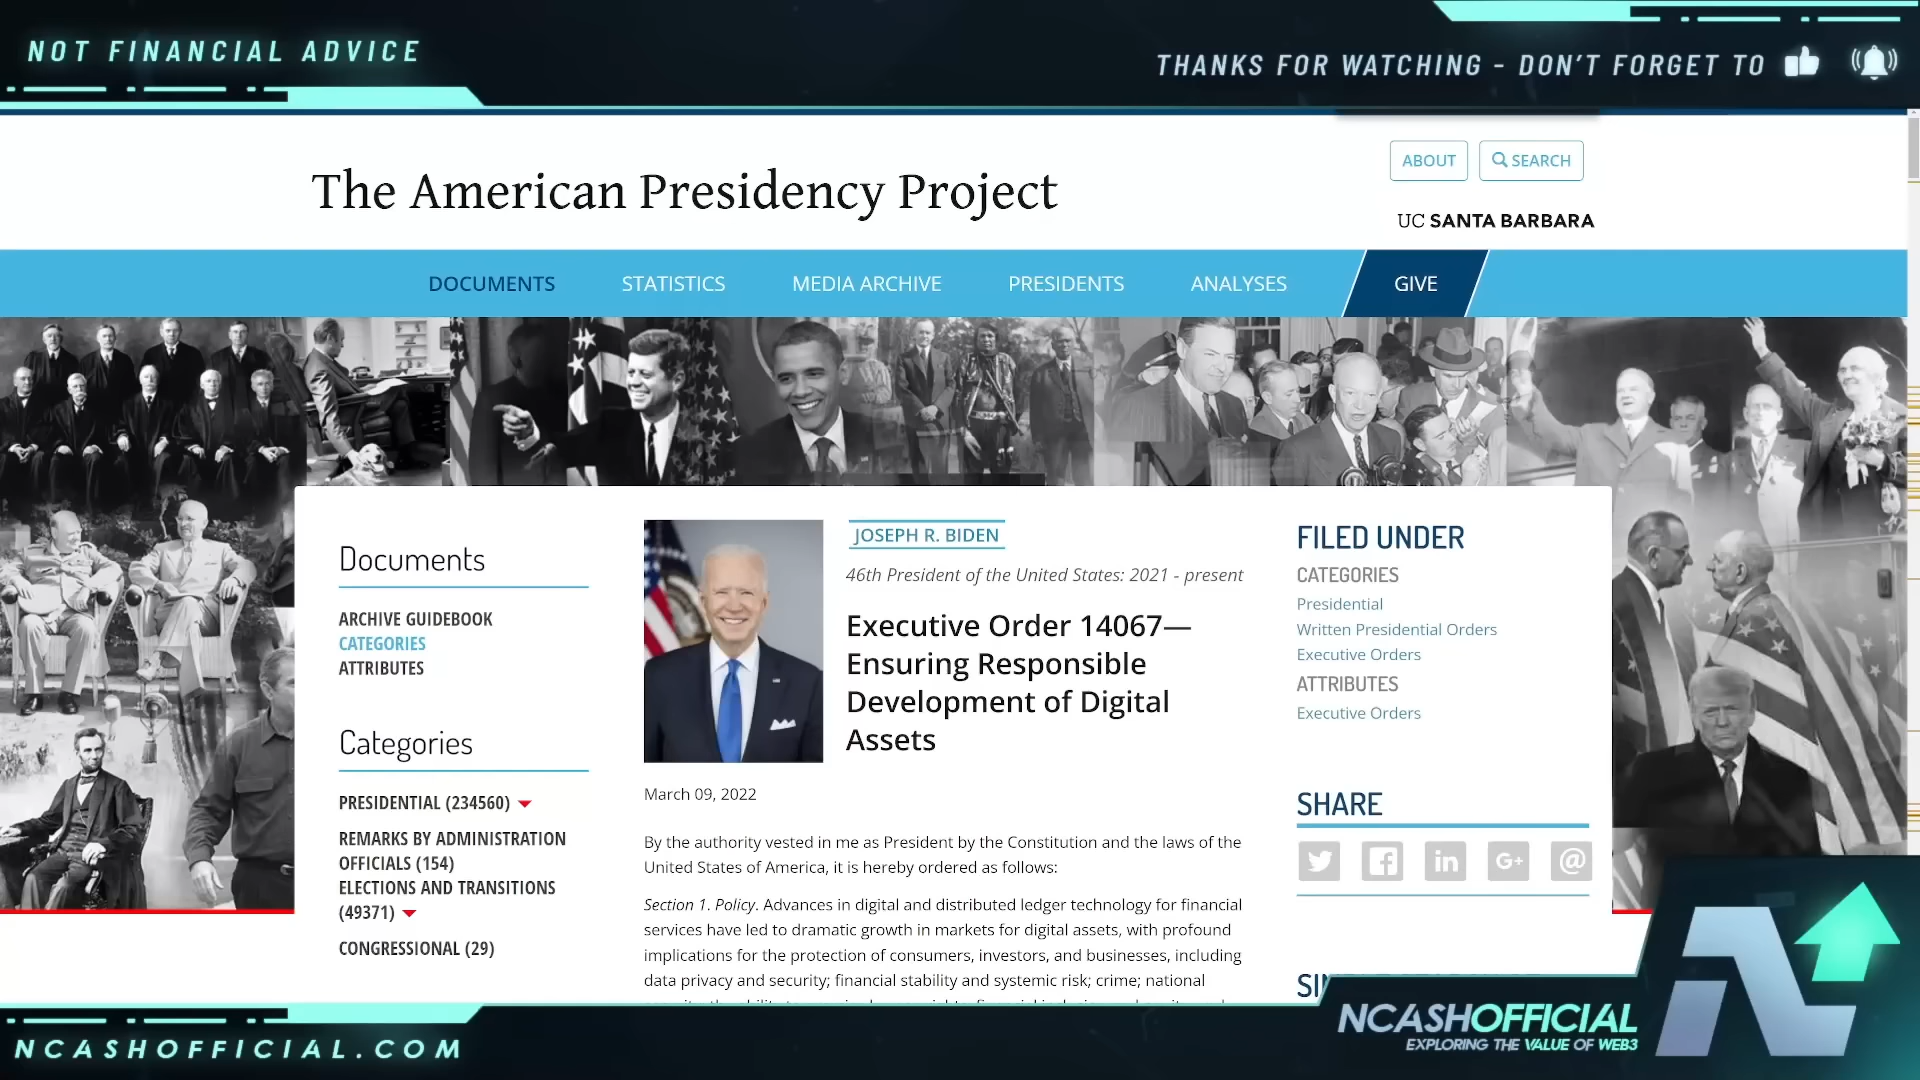 NOT FINANCIAL ADVICE
THANKS FOR WATCHING - DON'T FORGET TO
The American Presidency Project
ABOUT
SEARCH
UC SANTA BARBARA
DOCUMENTS
STATISTICS
MEDIA ARCHIVE
PRESIDENTS
ANALYSES
GIVE
Documents
ARCHIVE GUIDEBOOK
CATEGORIES
ATTRIBUTES
Categories
PRESIDENTIAL (234560)
REMARKS BY ADMINISTRATION
OFFICIALS (154)
ELECTIONS AND TRANSITIONS
(49371)
CONGRESSIONAL (29)
JOSEPH R. BIDEN
46th President of the United States: 2021 - present
Executive Order 14067—
Ensuring Responsible
Development of Digital
Assets
March 09, 2022
By the authority vested in me as President by the Constitution and the laws of the
United States of America, it is hereby ordered as follows:
Section 1. Policy. Advances in digital and distributed ledger technology for financial
services have led to dramatic growth in markets for digital assets, with profound
implications for the protection of consumers, investors, and businesses, including
data privacy and security; financial stability and systemic risk; crime; national
FILED UNDER
CATEGORIES
Presidential
Written Presidential Orders
Executive Orders
ATTRIBUTES
Executive Orders
SHARE
in
G+
@
NCASHOFFICIAL
EXPLORING THE VALUE OF WEB3
NCASHOFFICIAL.COM